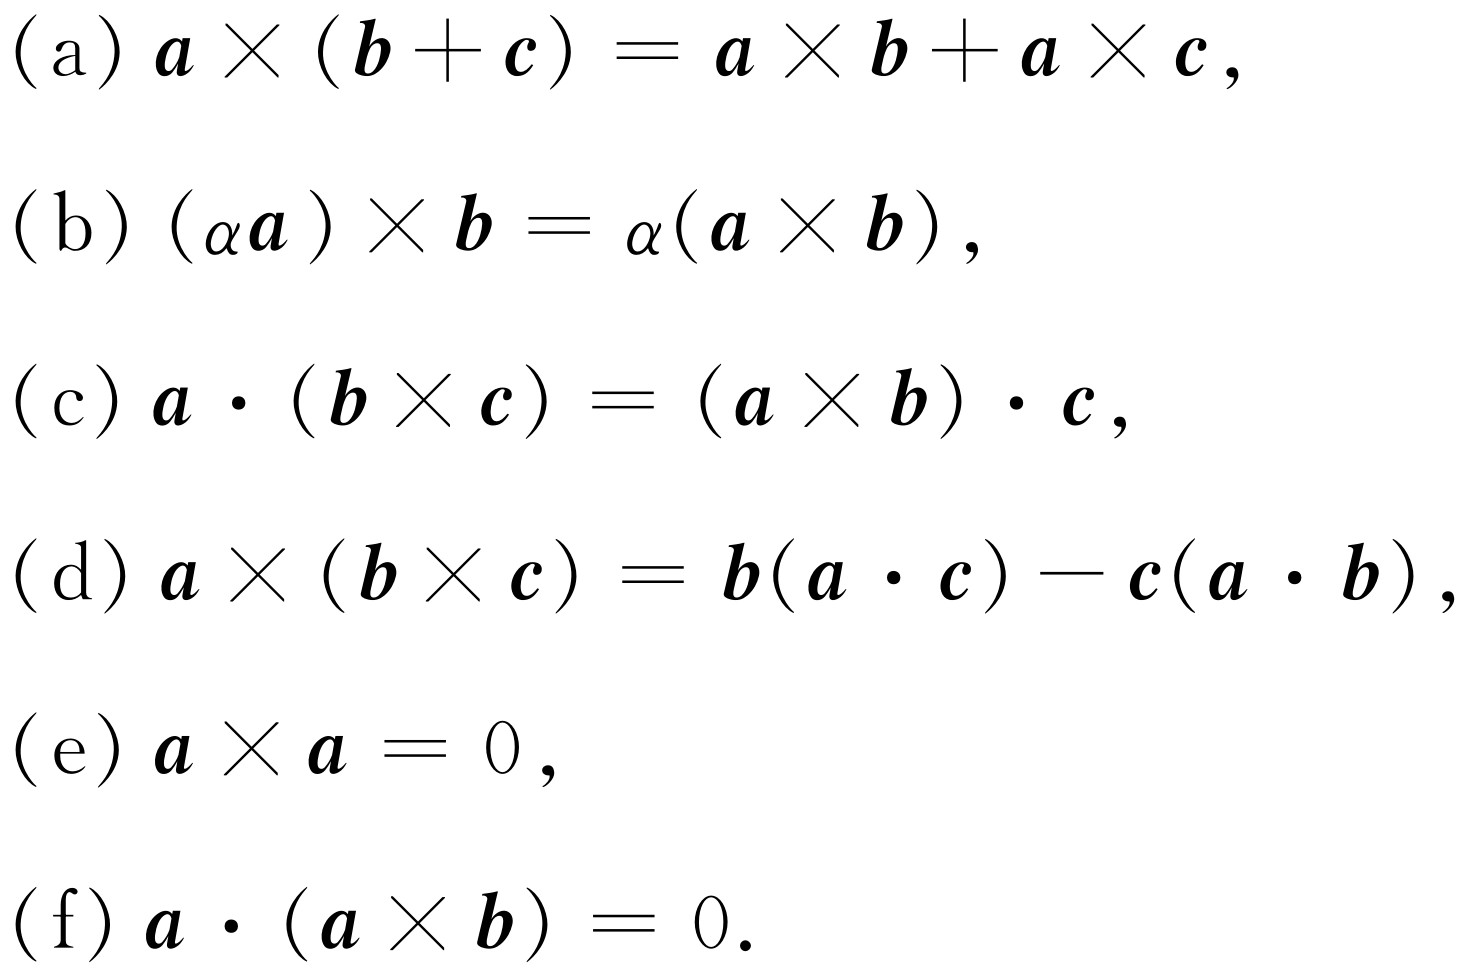 (a) a × (b + c) = a × b + a × c,
(b) (αa) × b = α(a × b),
(c) a · (b × c) = (a × b) · c,
(d) a × (b × c) = b(a · c) − c(a · b),
(e) a × a = 0,
(f) a · (a × b) = 0.